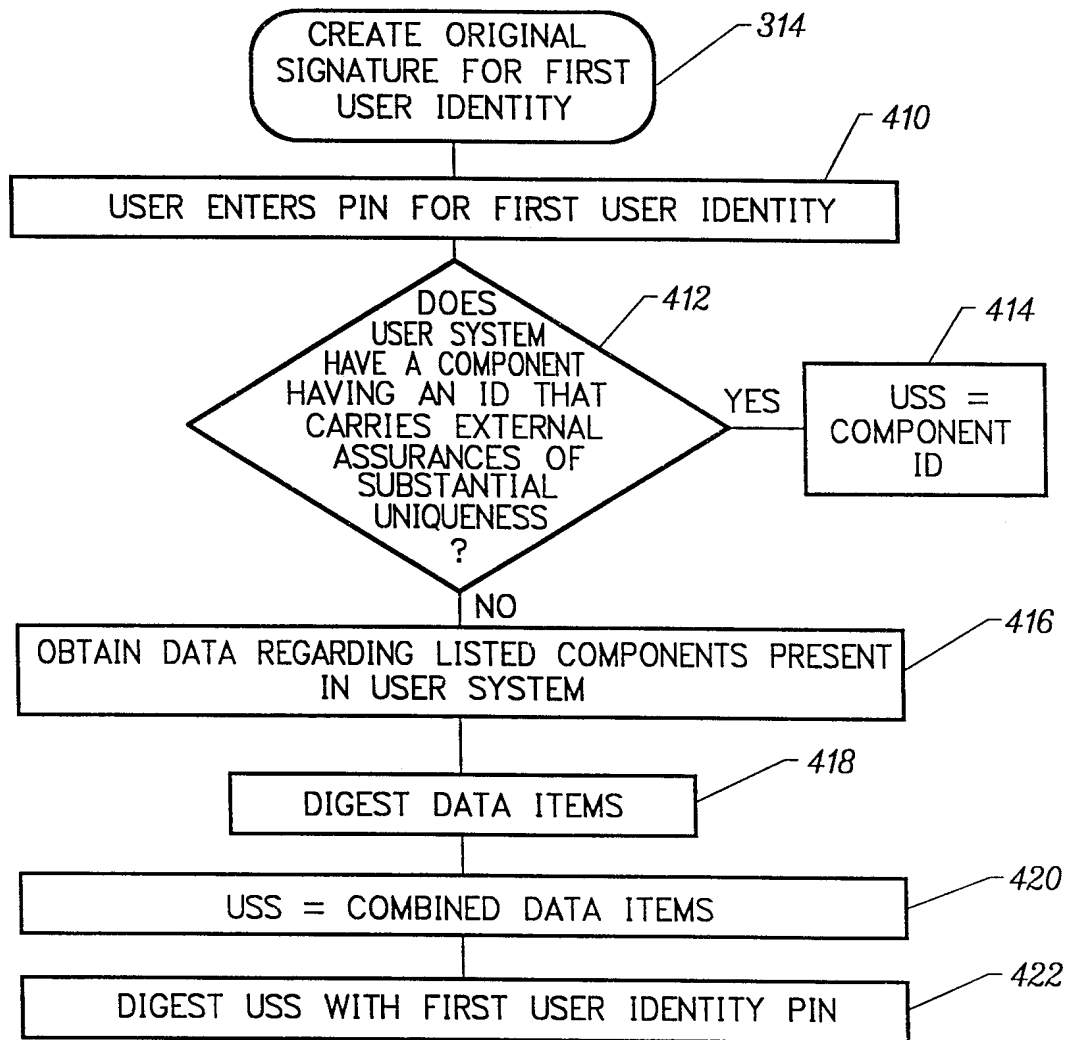 CREATE ORIGINAL
SIGNATURE FOR FIRST
USER IDENTITY
314
410
USER ENTERS PIN FOR FIRST USER IDENTITY
DOES
USER SYSTEM
HAVE A COMPONENT
HAVING AN ID THAT
CARRIES EXTERNAL
ASSURANCES OF
SUBSTANTIAL
UNIQUENESS
?
412
YES
414
USS =
COMPONENT
ID
NO
416
OBTAIN DATA REGARDING LISTED COMPONENTS PRESENT
IN USER SYSTEM
418
DIGEST DATA ITEMS
420
USS = COMBINED DATA ITEMS
422
DIGEST USS WITH FIRST USER IDENTITY PIN